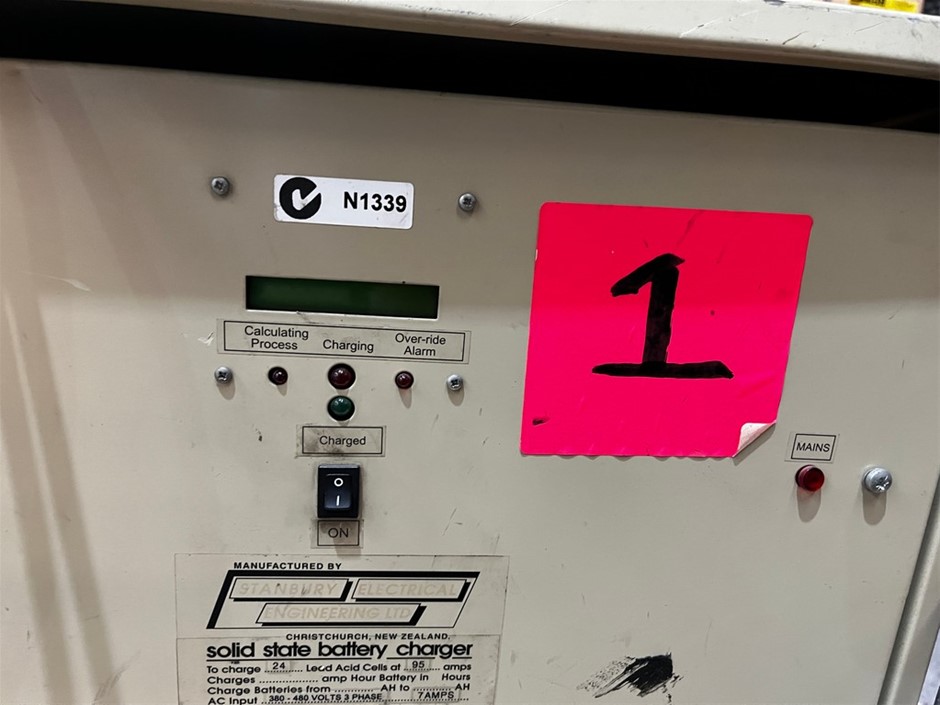 N1339
1
Calculating Process
Charging
Over-ride Alarm
Charged
MAINS
O
I
ON
MANUFACTURED BY
STANBURY ELECTRICAL
ENGINEERING LTD
CHRISTCHURCH, NEW ZEALAND.
solid state battery charger
To charge 24 Lead Acid Cells at 95 amps
Charges .................... amp Hour Battery in Hours
Charge Batteries from ............ AH to ............ AH
AC Input 380 - 480 VOLTS 3 PHASE 7 AMPS